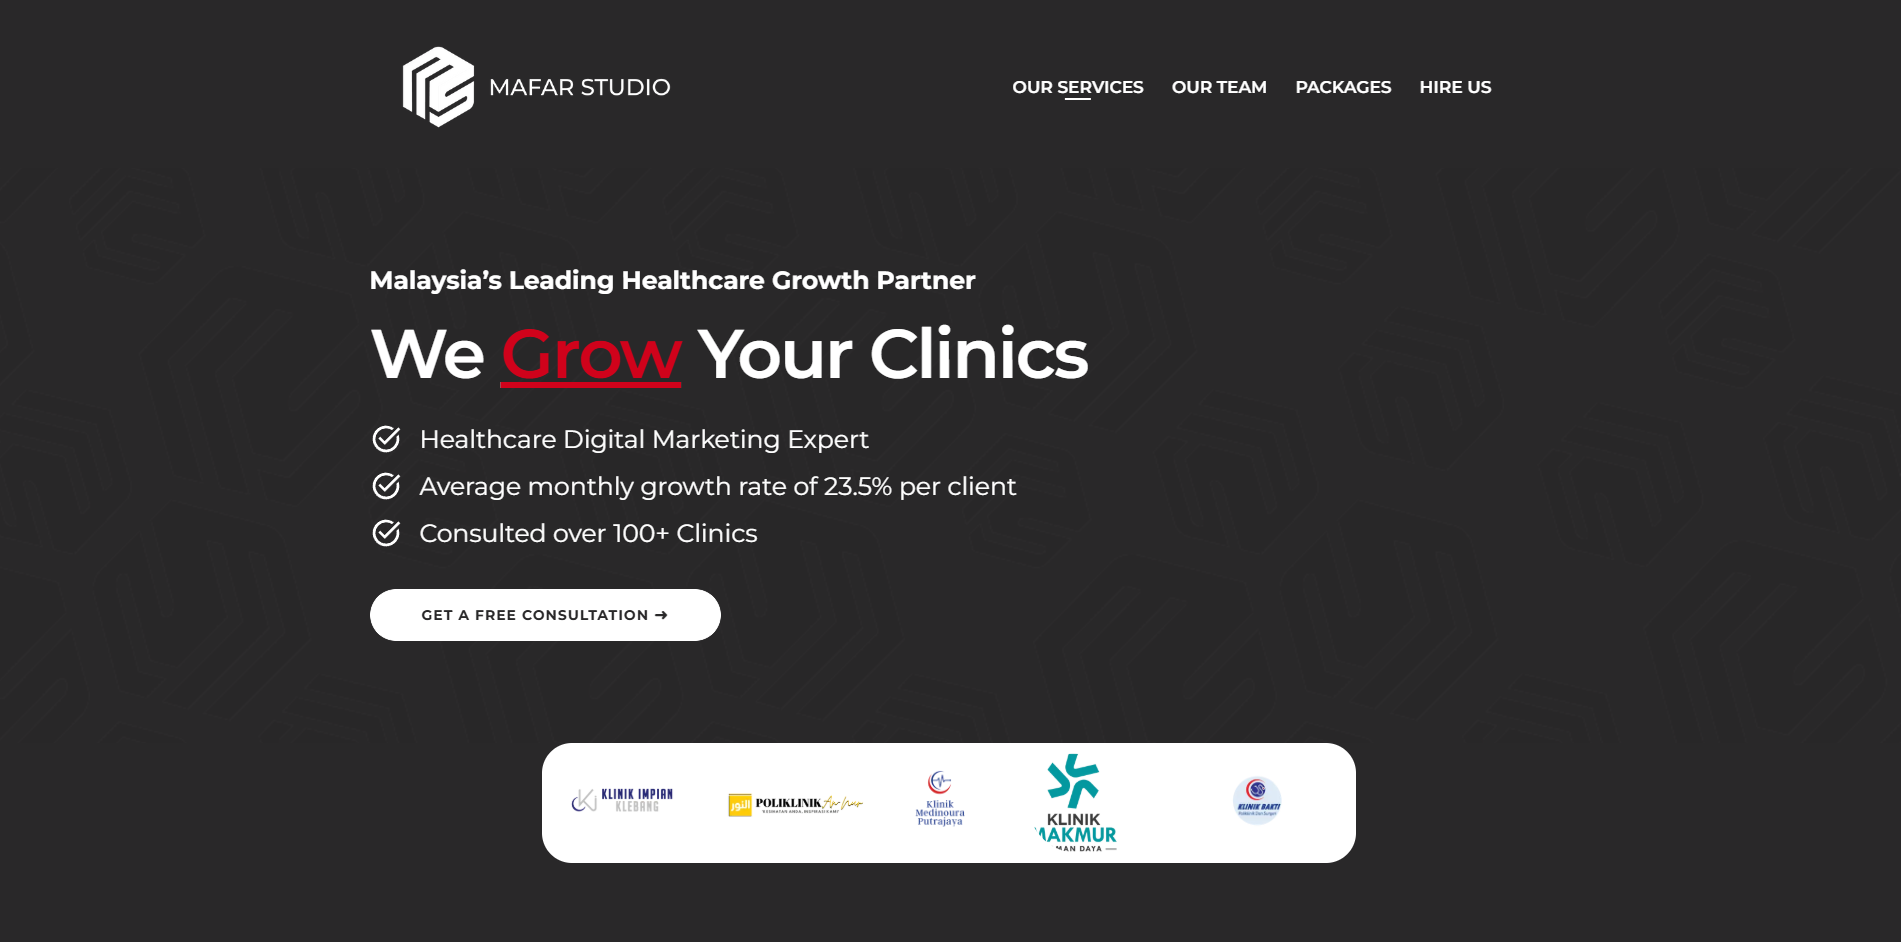 MAFAR STUDIO
OUR SERVICES
OUR TEAM
PACKAGES
HIRE US
Malaysia’s Leading Healthcare Growth Partner
We Grow Your Clinics
Healthcare Digital Marketing Expert
Average monthly growth rate of 23.5% per client
Consulted over 100+ Clinics
GET A FREE CONSULTATION ➜
KLINIK IMPIAN
KLEBANG
النور
POLIKLINIK An Nur
Klinik
Medinoura
Putrajaya
KLINIK
MAKMUR
MAN DAYA
KLINIK BAKTI